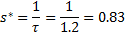 s* = 1/τ = 1/1.2 = 0.83